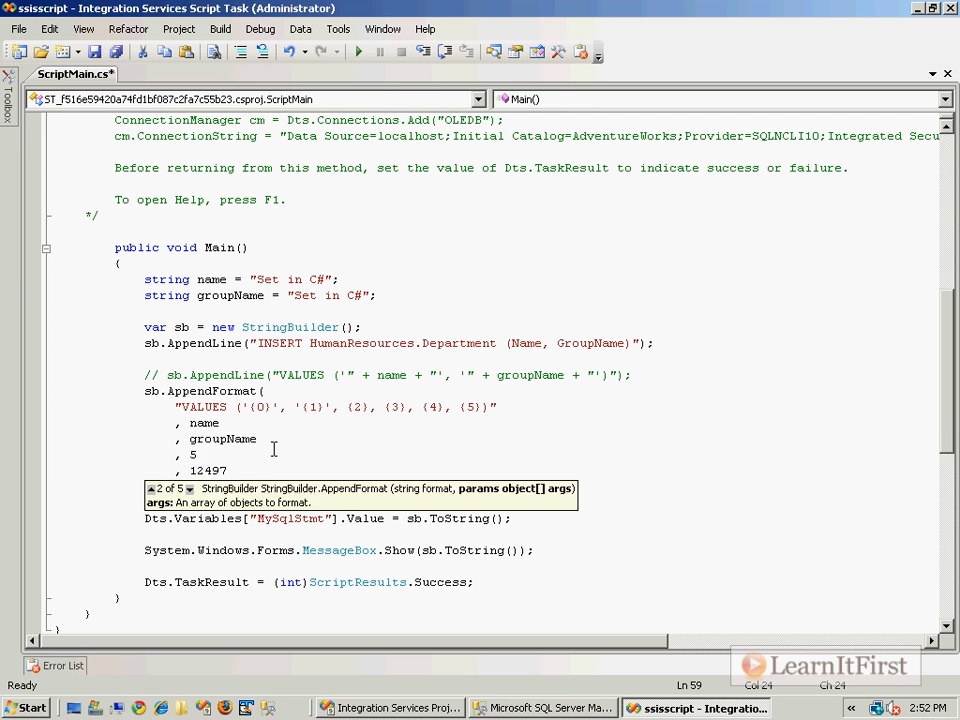 ssisscript - Integration Services Script Task (Administrator)
File Edit View Refactor Project Build Debug Data Tools Window Help
ScriptMain.cs*
Toolbox
ST_f516e59420a74fd1bf087c2fa7c55b23.csproj.ScriptMain
Main()
ConnectionManager cm = Dts.Connections.Add("OLEDB");
cm.ConnectionString = "Data Source=localhost;Initial Catalog=AdventureWorks;Provider=SQLNCLI10;Integrated Secu
Before returning from this method, set the value of Dts.TaskResult to indicate success or failure.
To open Help, press F1.
*/
public void Main()
{
string name = "Set in C#";
string groupName = "Set in C#";
var sb = new StringBuilder();
sb.AppendLine("INSERT HumanResources.Department (Name, GroupName)");
// sb.AppendLine("VALUES ('" + name + "', '" + groupName + "')");
sb.AppendFormat(
"VALUES ('{0}', '{1}', {2}, {3}, {4}, {5})"
, name
, groupName
, 5
, 12497
2 of 5 StringBuilder StringBuilder.AppendFormat (string format, params object[] args)
args: An array of objects to format.
Dts.Variables["MySqlStmt"].Value = sb.ToString();
System.Windows.Forms.MessageBox.Show(sb.ToString());
Dts.TaskResult = (int)ScriptResults.Success;
}
}
}
Error List
LearnItFirst
Ready Ln 59 Col 24 Ch 24
Start Integration Services Proj... Microsoft SQL Server Ma... ssisscript - Integratio... « 2:52 PM